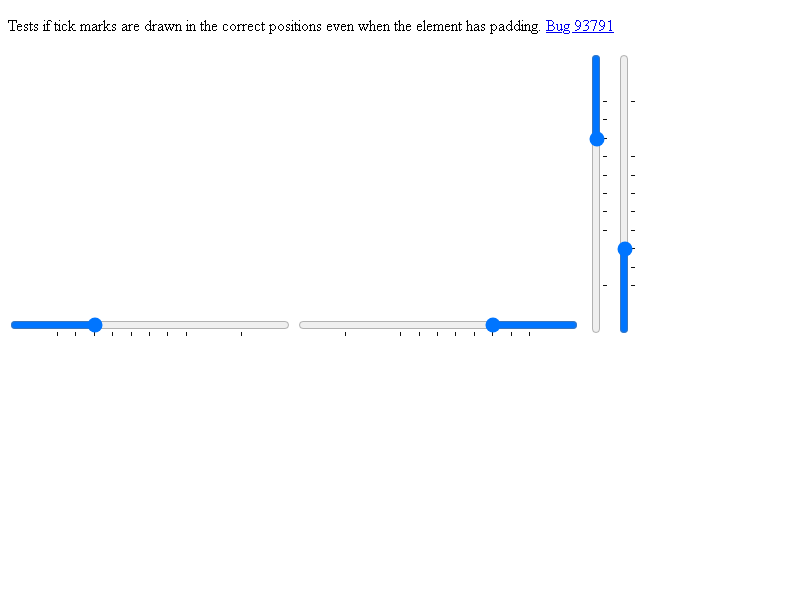 Tests if tick marks are drawn in the correct positions even when the element has padding. Bug 93791